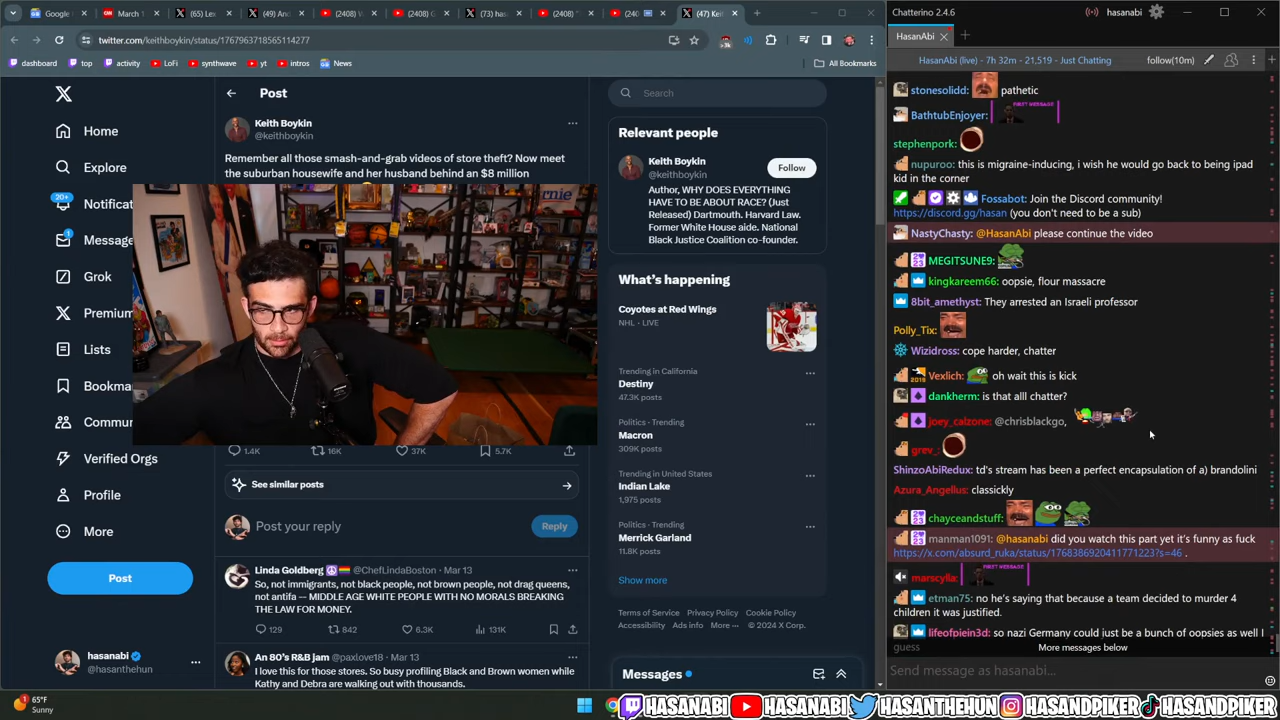 Google
March 1
(65) Lev
(49) And
(2408) V
(2408) C
(73) has
(2408) "
(240
(47) Kei
twitter.com/keithboykin/status/1767963718565114277
dashboard
top
activity
LoFi
synthwave
yt
intros
News
All Bookmarks
Home
Explore
20+
Notificat
1
Message
Grok
Premium
Lists
Bookma
Commu
Verified Orgs
Profile
More
Post
hasanabi
@hasanthehun
Post
Keith Boykin
@keithboykin
Remember all those smash-and-grab videos of store theft? Now meet
the suburban housewife and her husband behind an $8 million
1.4K
16K
37K
5.7K
See similar posts
Post your reply
Reply
Linda Goldberg
@ChefLindaBoston · Mar 13
So, not immigrants, not black people, not brown people, not drag queens,
not antifa -- MIDDLE AGE WHITE PEOPLE WITH NO MORALS BREAKING
THE LAW FOR MONEY.
129
842
6.3K
131K
An 80's R&B jam @paxlove18 · Mar 13
I love this for those stores. So busy profiling Black and Brown women while
Kathy and Debra are walking out with thousands.
Search
Relevant people
Keith Boykin
@keithboykin
Follow
Author, WHY DOES EVERYTHING
HAVE TO BE ABOUT RACE? (Just
Released) Dartmouth. Harvard Law.
Former White House aide. National
Black Justice Coalition co-founder.
What's happening
Coyotes at Red Wings
NHL · LIVE
Trending in California
Destiny
47.3K posts
Politics · Trending
Macron
309K posts
Trending in United States
Indian Lake
1,975 posts
Politics · Trending
Merrick Garland
11.8K posts
Show more
Terms of Service Privacy Policy Cookie Policy
Accessibility Ads info More ··· © 2024 X Corp.
Messages
Chatterino 2.4.6
hasanabi
HasanAbi
HasanAbi (live) - 7h 32m - 21,519 - Just Chatting
follow(10m)
stonesolidd: pathetic
BathtubEnjoyer: FIRST MESSAGE
stephenpork:
nupuroo: this is migraine-inducing, i wish he would go back to being ipad
kid in the corner
Fossabot: Join the Discord community!
https://discord.gg/hasan (you don't need to be a sub)
NastyChasty: @HasanAbi please continue the video
MEGITSUNE9:
kingkareem66: oopsie, flour massacre
8bit_amethyst: They arrested an Israeli professor
Polly_Tix:
Wizidross: cope harder, chatter
Vexlich: oh wait this is kick
dankherm: is that alll chatter?
joey_calzone: @chrisblackgo,
grev_:
ShinzoAbiRedux: td's stream has been a perfect encapsulation of a) brandolini
Azura_Angellus: classickly
chayceandstuff:
manman1091: @hasanabi did you watch this part yet it's funny as fuck
https://x.com/absurd_ruka/status/1768386920411771223?s=46 .
marscylla: FIRST MESSAGE
etman75: no he's saying that because a team decided to murder 4
children it was justified.
lifeofpiein3d: so nazi Germany could just be a bunch of oopsies as well I
guess
More messages below
Send message as hasanabi...
65°F
Sunny
HASANABI
HASANABI
HASANTHEHUN
HASANDPIKER
HASANDPIKER